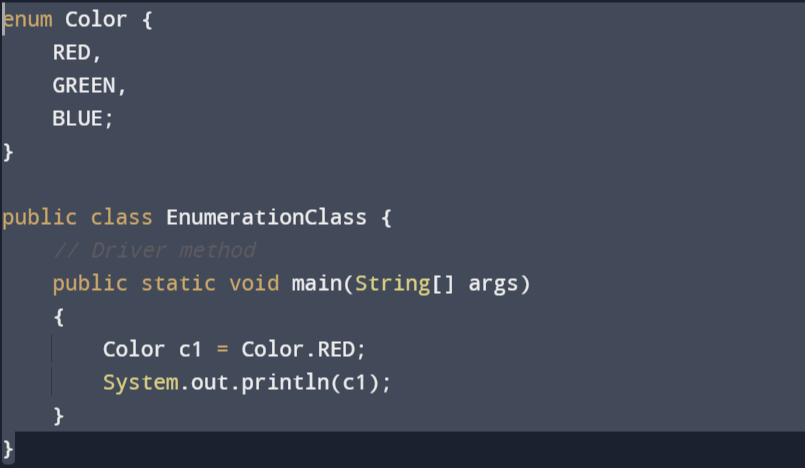 enum Color {
    RED,
    GREEN,
    BLUE;
}

public class EnumerationClass {
    // Driver method
    public static void main(String[] args)
    {
        Color c1 = Color.RED;
        System.out.println(c1);
    }
}